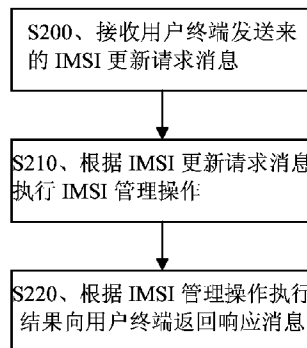 S200、接收用户终端发送来
的 IMSI 更新请求消息
S210、根据 IMSI 更新请求消息
执行 IMSI 管理操作
S220、根据 IMSI 管理操作执行
结果向用户终端返回响应消息